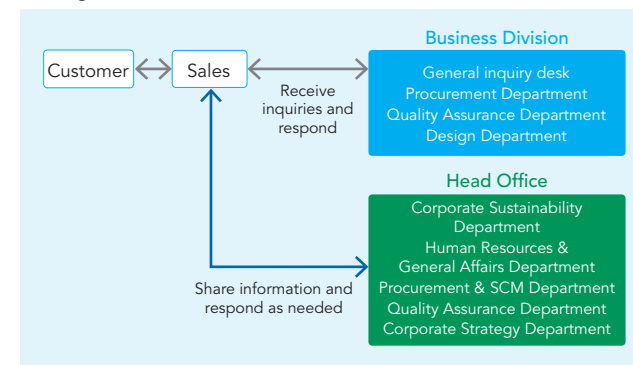 Business Division
Customer
Sales
General inquiry desk
Procurement Department
Quality Assurance Department
Design Department
Receive
inquiries and
respond
Head Office
Corporate Sustainability
Department
Human Resources &
General Affairs Department
Procurement & SCM Department
Quality Assurance Department
Corporate Strategy Department
Share information and
respond as needed